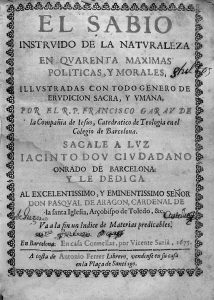 EL SABIO
INSTRVIDO DE LA NATVRALEZA
EN QVARENTA MAXIMAS
POLITICAS, Y MORALES,
ILLVSTRADAS CON TODO GENERO DE
ERVDICION SACRA, Y VMANA,
POR EL R. P. FRANCISCO GARAV DE
la Compañia de Iesus, Catedratico de Teologia en el
Colegio de Barcelona.
SACALE A LVZ
IACINTO DOV CIVDADANO
ONRADO DE BARCELONA:
Y LE DEDICA
AL EXCELENTISSIMO, Y EMINENTISSIMO SEÑOR
DON PASQVAL DE ARAGON, CARDENAL DE
la santa Iglesia, Arçobispo de Toledo, &c.
Va a la fin vn Indice de Materias predicables;
En Barcelona: En casa Cormellas, por Vicente Suriá, 1675.
A costa de Antonio Ferrer Librero, vendense en su casa
en la Plaça de